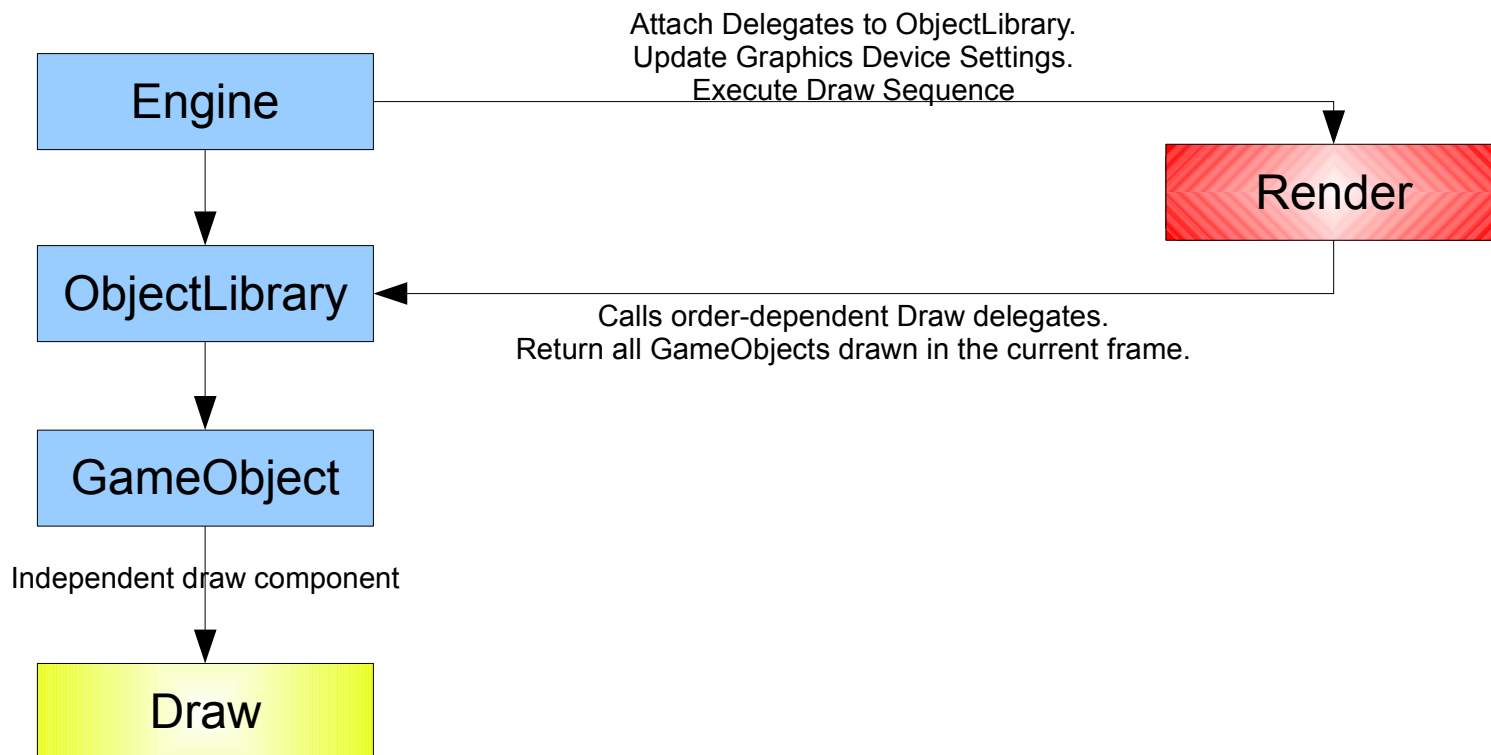 Attach Delegates to ObjectLibrary.
Update Graphics Device Settings.
Execute Draw Sequence
Engine
Render
ObjectLibrary
Calls order-dependent Draw delegates.
Return all GameObjects drawn in the current frame.
GameObject
Independent draw component
Draw